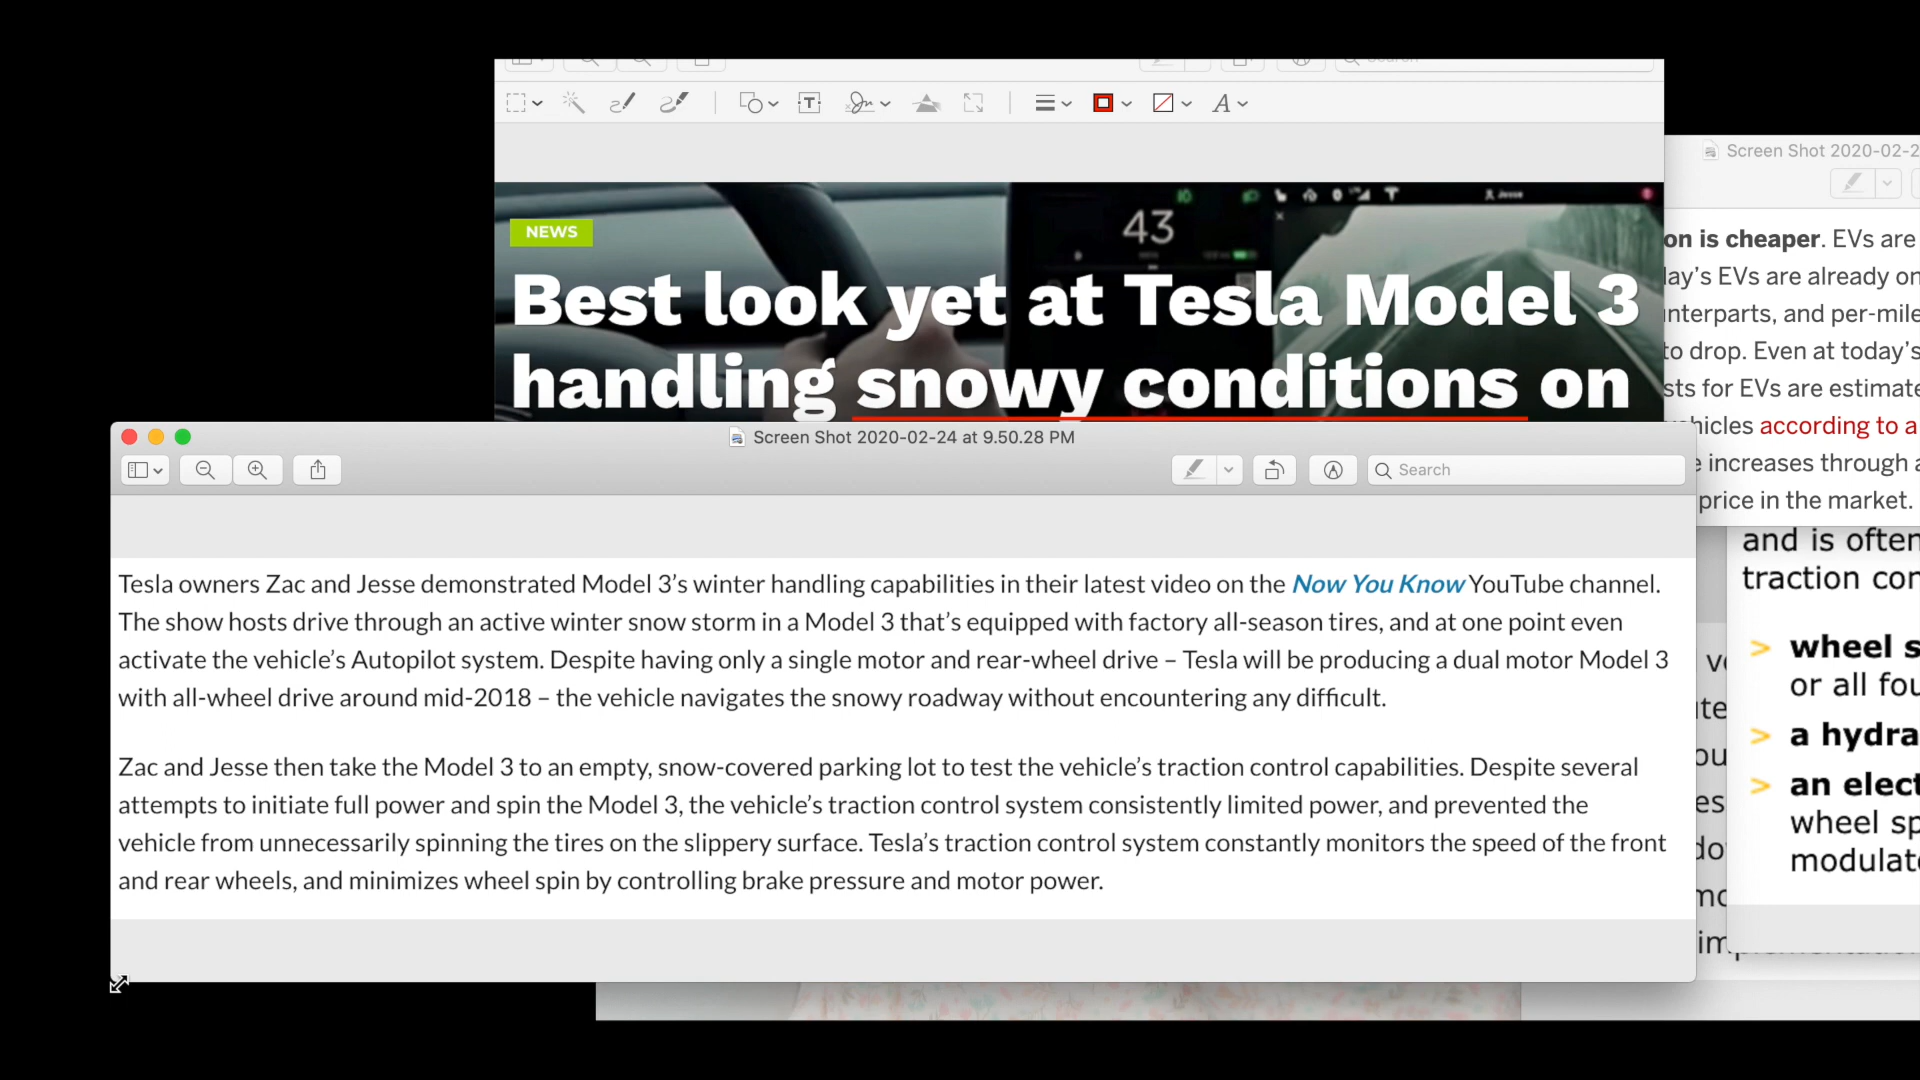 Search
Screen Shot 2020-02-2
NEWS
43
Jesse
Best look yet at Tesla Model 3
handling snowy conditions on
on is cheaper. EVs are
ay's EVs are already on
nterparts, and per-mile
to drop. Even at today's
sts for EVs are estimate
hicles according to a
e increases through a
price in the market.
Screen Shot 2020-02-24 at 9.50.28 PM
Search
Tesla owners Zac and Jesse demonstrated Model 3's winter handling capabilities in their latest video on the Now You Know YouTube channel.
The show hosts drive through an active winter snow storm in a Model 3 that's equipped with factory all-season tires, and at one point even
activate the vehicle's Autopilot system. Despite having only a single motor and rear-wheel drive – Tesla will be producing a dual motor Model 3
with all-wheel drive around mid-2018 – the vehicle navigates the snowy roadway without encountering any difficult.
Zac and Jesse then take the Model 3 to an empty, snow-covered parking lot to test the vehicle's traction control capabilities. Despite several
attempts to initiate full power and spin the Model 3, the vehicle's traction control system consistently limited power, and prevented the
vehicle from unnecessarily spinning the tires on the slippery surface. Tesla's traction control system constantly monitors the speed of the front
and rear wheels, and minimizes wheel spin by controlling brake pressure and motor power.
and is often
traction con
> wheel s
or all fou
> a hydra
> an elect
wheel sp
modulate